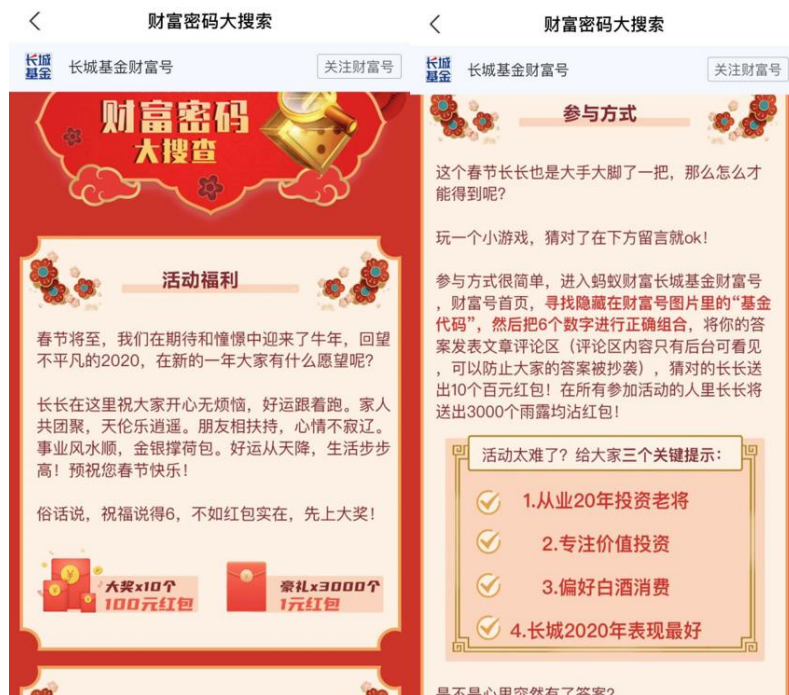 财富密码大搜索
长城
基金
长城基金财富号
关注财富号
财富密码
大搜查
活动福利
春节将至，我们在期待和憧憬中迎来了牛年，回望
不平凡的2020，在新的一年大家有什么愿望呢？
长长在这里祝大家开心无烦恼，好运跟着跑。家人
共团聚，天伦乐逍遥。朋友相扶持，心情不寂辽。
事业风水顺，金银撑荷包。好运从天降，生活步步
高！预祝您春节快乐！
俗话说，祝福说得6，不如红包实在，先上大奖！
大奖x10个
100元红包
豪礼x3000个
1元红包
财富密码大搜索
长城
基金
长城基金财富号
关注财富号
参与方式
这个春节长长也是大手大脚了一把，那么怎么才
能得到呢？
玩一个小游戏，猜对了在下方留言就ok！
参与方式很简单，进入蚂蚁财富长城基金财富号
，财富号首页，寻找隐藏在财富号图片里的“基金
代码”，然后把6个数字进行正确组合，将你的答
案发表文章评论区（评论区内容只有后台可看见
，可以防止大家的答案被抄袭），猜对的长长送
出10个百元红包！在所有参加活动的人里长长将
送出3000个雨露均沾红包！
活动太难了？给大家三个关键提示：
1.从业20年投资老将
2.专注价值投资
3.偏好白酒消费
4.长城2020年表现最好
是不是心里突然有了答案？